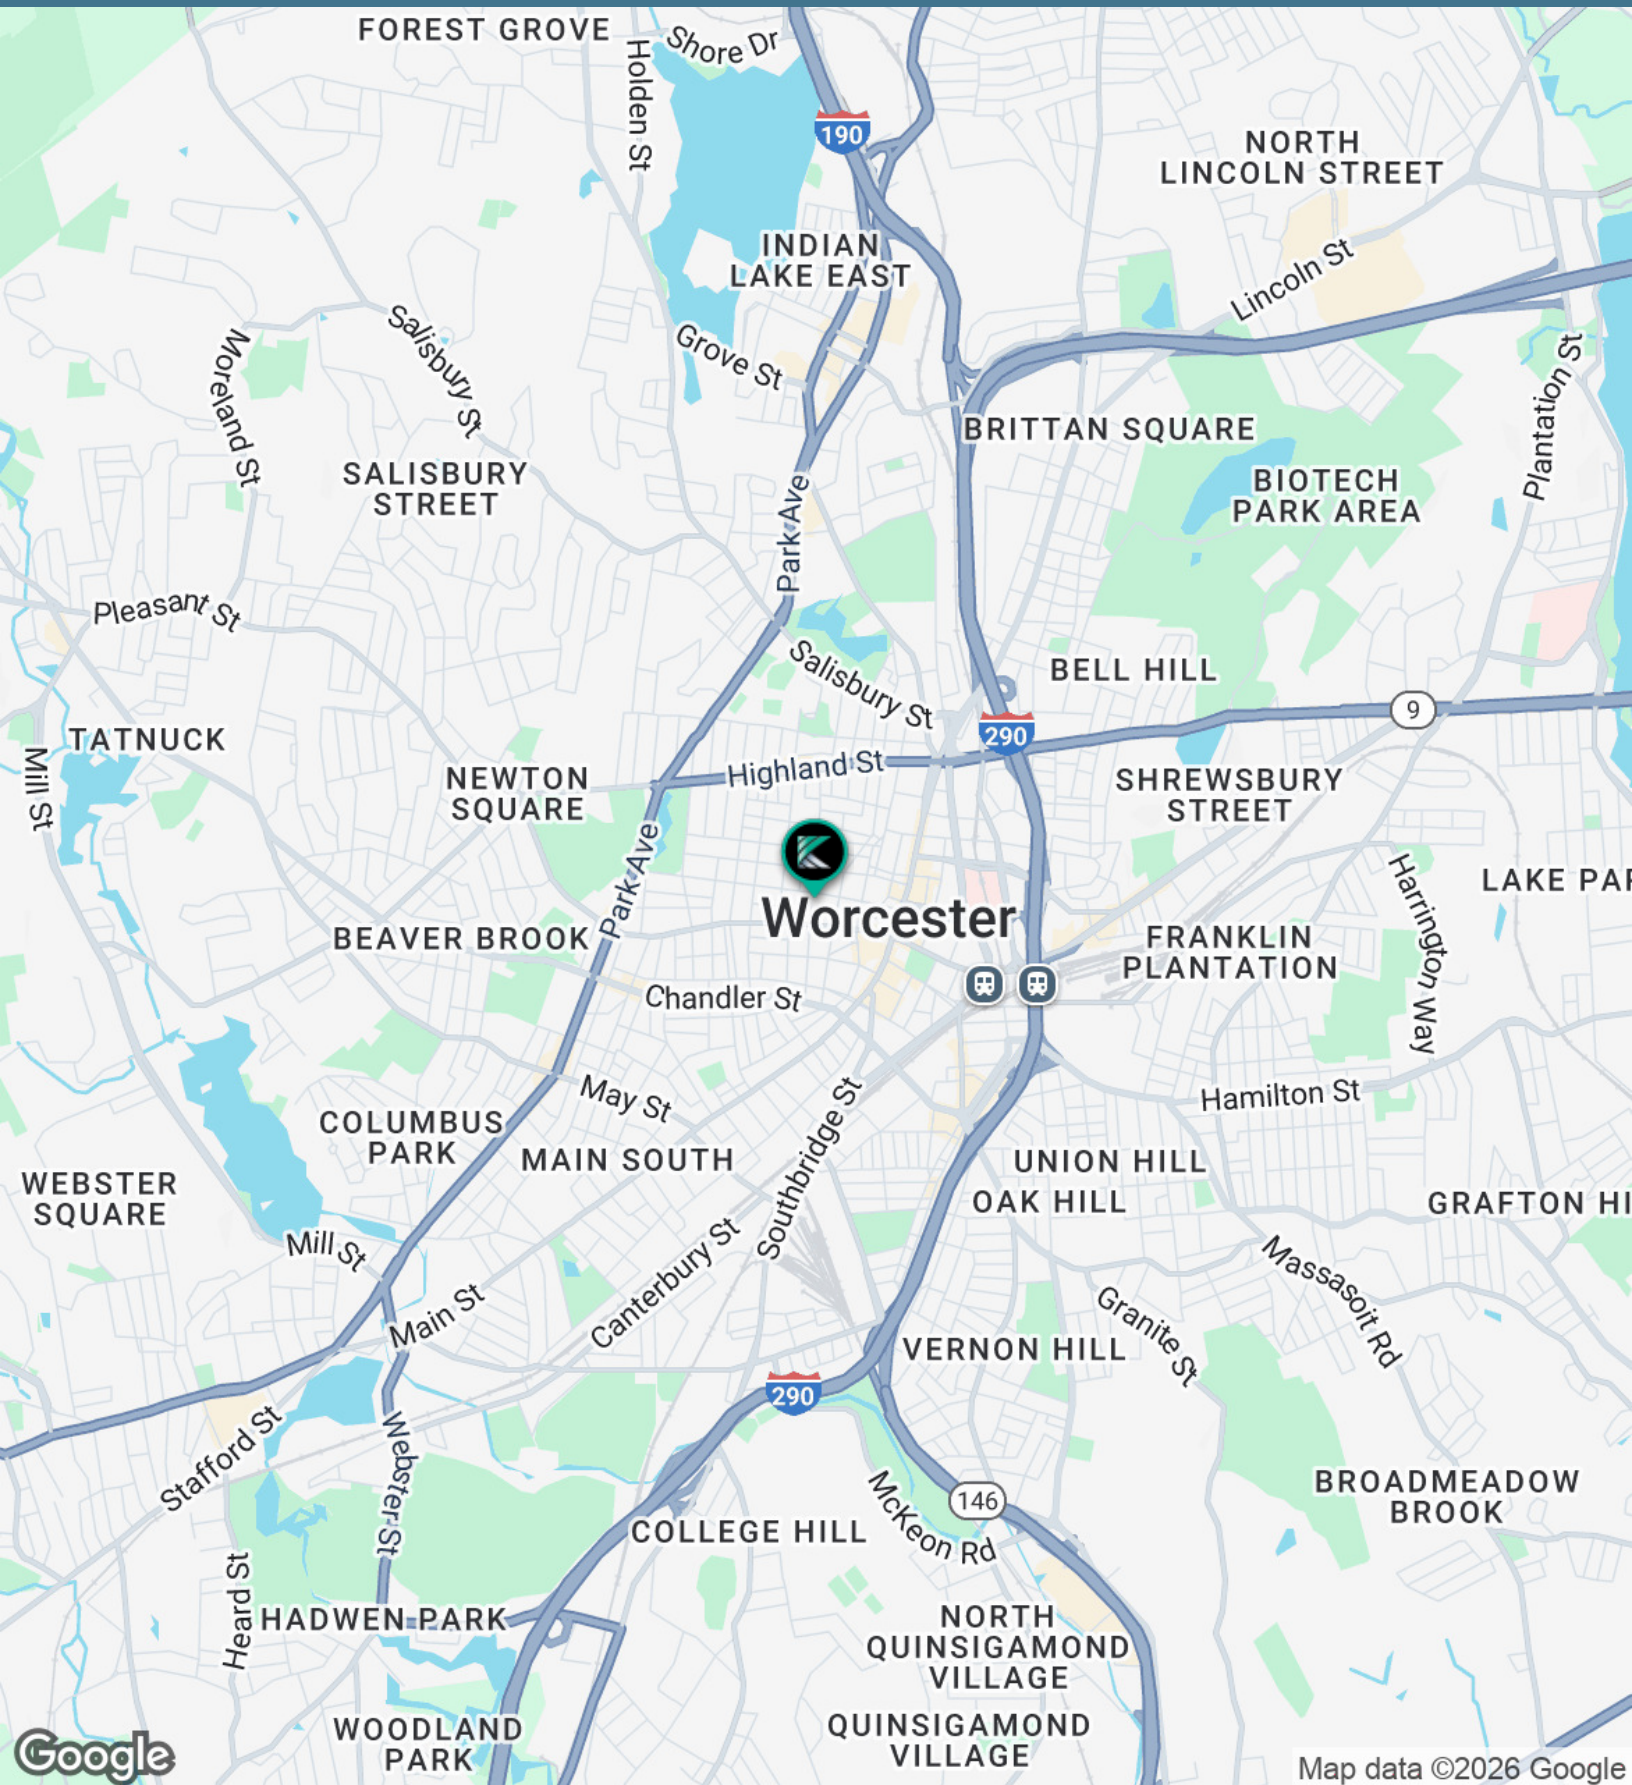 FOREST GROVE
Shore Dr
Holden St
190
NORTH
LINCOLN STREET
INDIAN
LAKE EAST
Lincoln St
Salisbury St
Moreland St
Grove St
Plantation St
BRITTAN SQUARE
SALISBURY
STREET
BIOTECH
PARK AREA
Park Ave
Pleasant St
Salisbury St
BELL HILL
9
290
TATNUCK
Mill St
NEWTON
SQUARE
Highland St
SHREWSBURY
STREET
Park Ave
Harrington Way
LAKE PAR
Worcester
BEAVER BROOK
FRANKLIN
PLANTATION
Chandler St
May St
Hamilton St
COLUMBUS
PARK
MAIN SOUTH
Southbridge St
UNION HILL
OAK HILL
WEBSTER
SQUARE
GRAFTON HI
Mill St
Canterbury St
Massasoit Rd
Main St
Granite St
VERNON HILL
290
Stafford St
Webster St
McKeon Rd
146
BROADMEADOW
BROOK
COLLEGE HILL
Heard St
HADWEN PARK
NORTH
QUINSIGAMOND
VILLAGE
WOODLAND
PARK
QUINSIGAMOND
VILLAGE
Google
Map data ©2026 Google